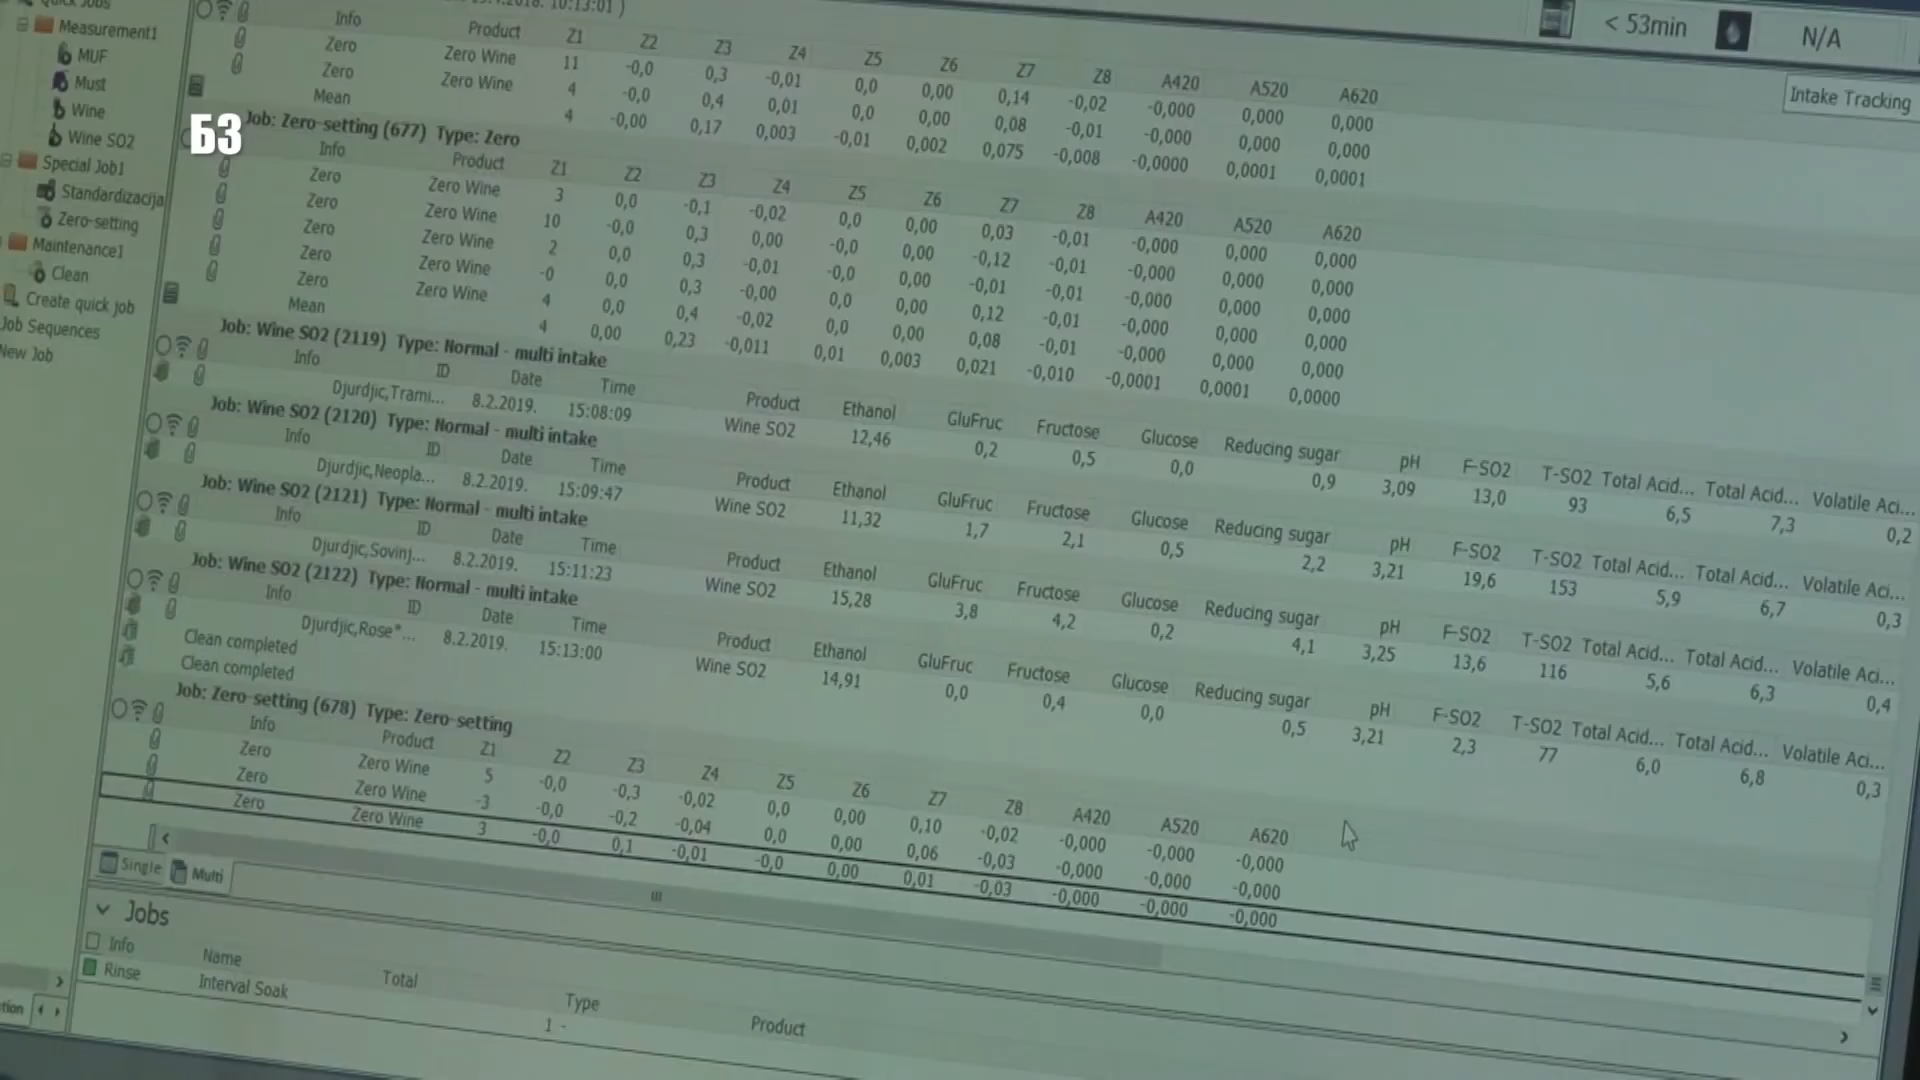 Quick Jobs
Measurement1
MUF
Must
Wine
Wine SO2
Special Job1
Standardizacija
Zero-setting
Maintenance1
Clean
Create quick job
Job Sequences
New Job
БЗ
10:13:01 )
< 53min
N/A
Intake Tracking
Info Product Z1 Z2 Z3 Z4 Z5 Z6 Z7 Z8 A420 A520 A620
Zero Zero Wine 11 -0,0 0,3 -0,01 0,0 0,00 0,14 -0,02 -0,000 0,000 0,000
Zero Zero Wine 4 -0,0 0,4 0,01 0,0 0,00 0,08 -0,01 -0,000 0,000 0,000
Mean 4 -0,00 0,17 0,003 -0,01 0,002 0,075 -0,008 -0,0000 0,0001 0,0001
Job: Zero-setting (677) Type: Zero
Info Product Z1 Z2 Z3 Z4 Z5 Z6 Z7 Z8 A420 A520 A620
Zero Zero Wine 3 0,0 -0,1 -0,02 0,0 0,00 0,03 -0,01 -0,000 0,000 0,000
Zero Zero Wine 10 -0,0 0,3 0,00 -0,0 0,00 -0,12 -0,01 -0,000 0,000 0,000
Zero Zero Wine 2 0,0 0,3 -0,01 -0,0 0,00 -0,01 -0,01 -0,000 0,000 0,000
Zero Zero Wine -0 0,0 0,3 -0,00 0,0 0,00 0,12 -0,01 -0,000 0,000 0,000
Zero Zero Wine 4 0,0 0,4 -0,02 0,0 0,00 0,08 -0,01 -0,000 0,000 0,000
Mean 4 0,00 0,23 -0,011 0,01 0,003 0,021 -0,010 -0,0001 0,0001 0,0000
Job: Wine SO2 (2119) Type: Normal - multi intake
Info ID Date Time Product Ethanol GluFruc Fructose Glucose Reducing sugar pH F-SO2 T-SO2 Total Acid... Total Acid... Volatile Aci...
Djurdjic,Trami... 8.2.2019. 15:08:09 Wine SO2 12,46 0,2 0,5 0,0 0,9 3,09 13,0 93 6,5 7,3 0,2
Job: Wine SO2 (2120) Type: Normal - multi intake
Info ID Date Time Product Ethanol GluFruc Fructose Glucose Reducing sugar pH F-SO2 T-SO2 Total Acid... Total Acid... Volatile Aci...
Djurdjic,Neopla... 8.2.2019. 15:09:47 Wine SO2 11,32 1,7 2,1 0,5 2,2 3,21 19,6 153 5,9 6,7 0,3
Job: Wine SO2 (2121) Type: Normal - multi intake
Info ID Date Time Product Ethanol GluFruc Fructose Glucose Reducing sugar pH F-SO2 T-SO2 Total Acid... Total Acid... Volatile Aci...
Djurdjic,Sovinj... 8.2.2019. 15:11:23 Wine SO2 15,28 3,8 4,2 0,2 4,1 3,25 13,6 116 5,6 6,3 0,4
Job: Wine SO2 (2122) Type: Normal - multi intake
Info ID Date Time Product Ethanol GluFruc Fructose Glucose Reducing sugar pH F-SO2 T-SO2 Total Acid... Total Acid... Volatile Aci...
Djurdjic,Rose*... 8.2.2019. 15:13:00 Wine SO2 14,91 0,0 0,4 0,0 0,5 3,21 2,3 77 6,0 6,8 0,3
Clean completed
Clean completed
Job: Zero-setting (678) Type: Zero-setting
Info Product Z1 Z2 Z3 Z4 Z5 Z6 Z7 Z8 A420 A520 A620
Zero Zero Wine 5 -0,0 -0,3 -0,02 0,0 0,00 0,10 -0,02 -0,000 -0,000 -0,000
Zero Zero Wine -3 -0,0 -0,2 -0,04 0,0 0,00 0,06 -0,03 -0,000 -0,000 -0,000
Zero Zero Wine 3 -0,0 0,1 -0,01 -0,0 0,00 0,01 -0,03 -0,000 -0,000 -0,000
Single Multi
Jobs
Info Name Total Type Product
Rinse Interval Soak 1 -